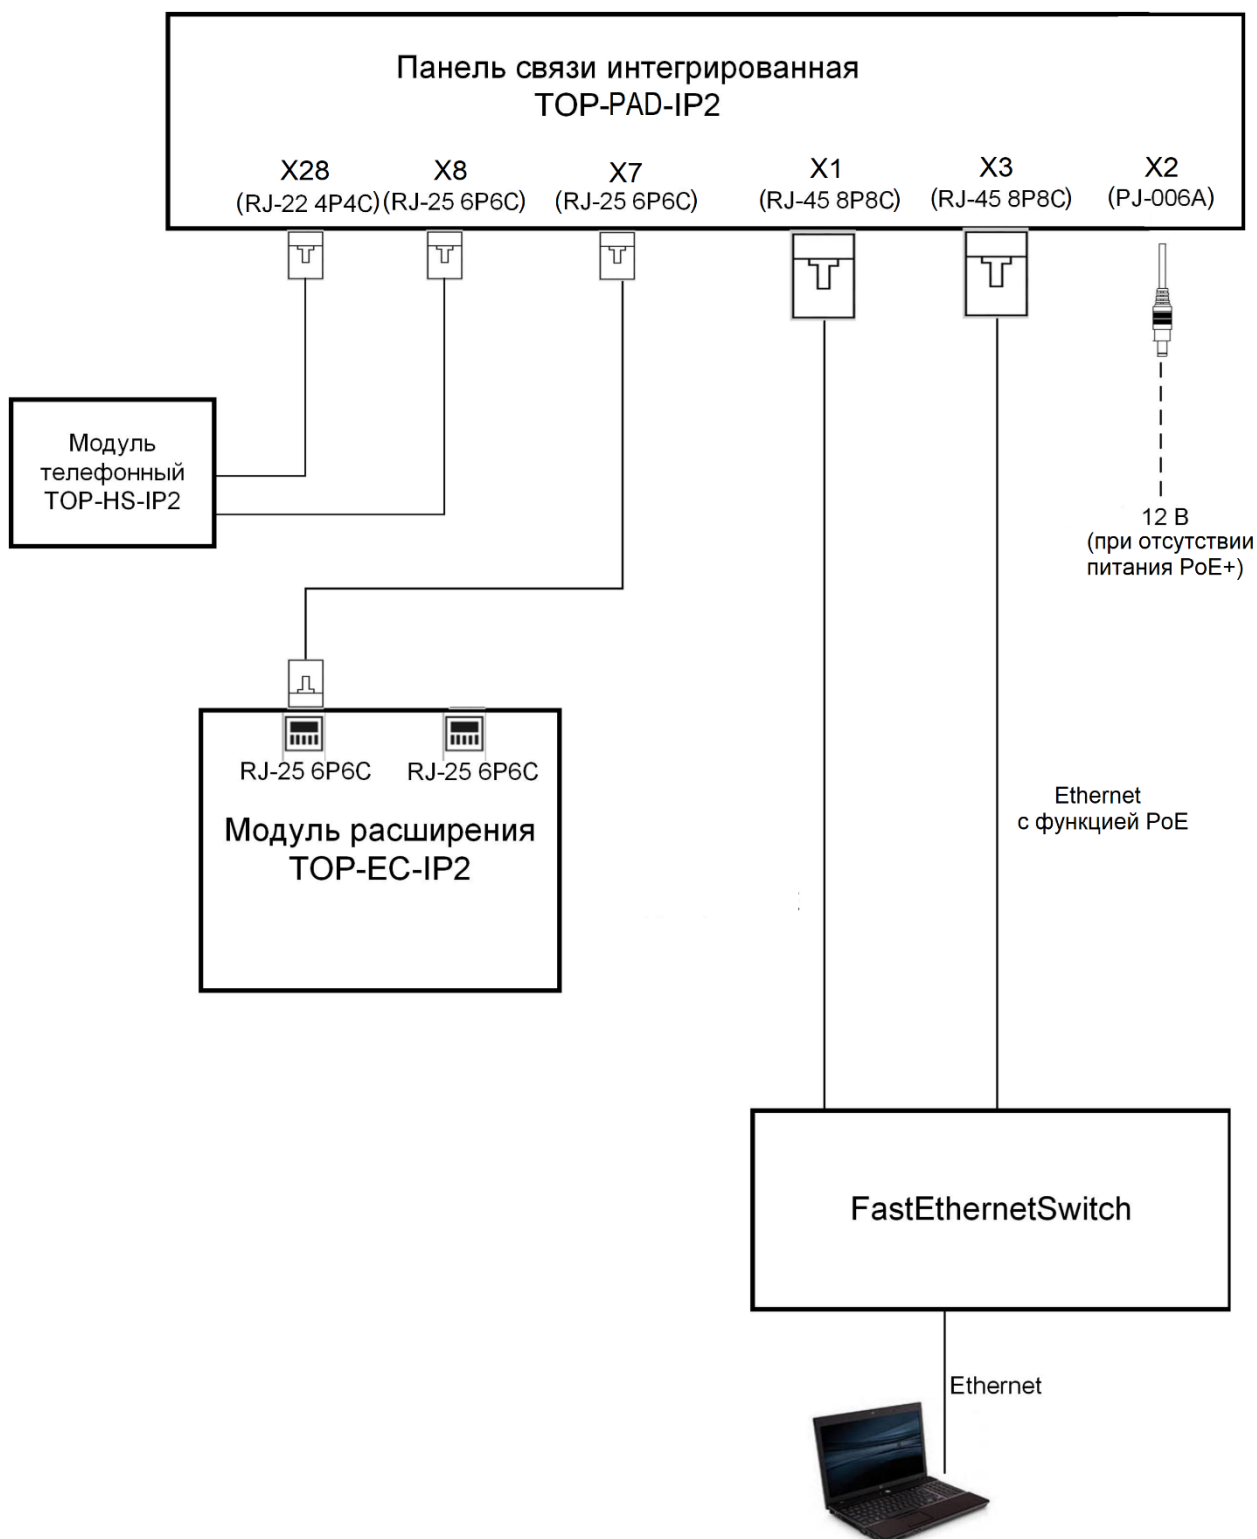 Панель связи интегрированная
TOP-PAD-IP2
X28 X8 X7 X1 X3 X2
(RJ-22 4P4C) (RJ-25 6P6C) (RJ-25 6P6C) (RJ-45 8P8C) (RJ-45 8P8C) (PJ-006A)
Модуль
телефонный
TOP-HS-IP2
12 В
(при отсутствии
питания PoE+)
RJ-25 6P6C RJ-25 6P6C
Модуль расширения
TOP-EC-IP2
Ethernet
с функцией PoE
FastEthernetSwitch
Ethernet